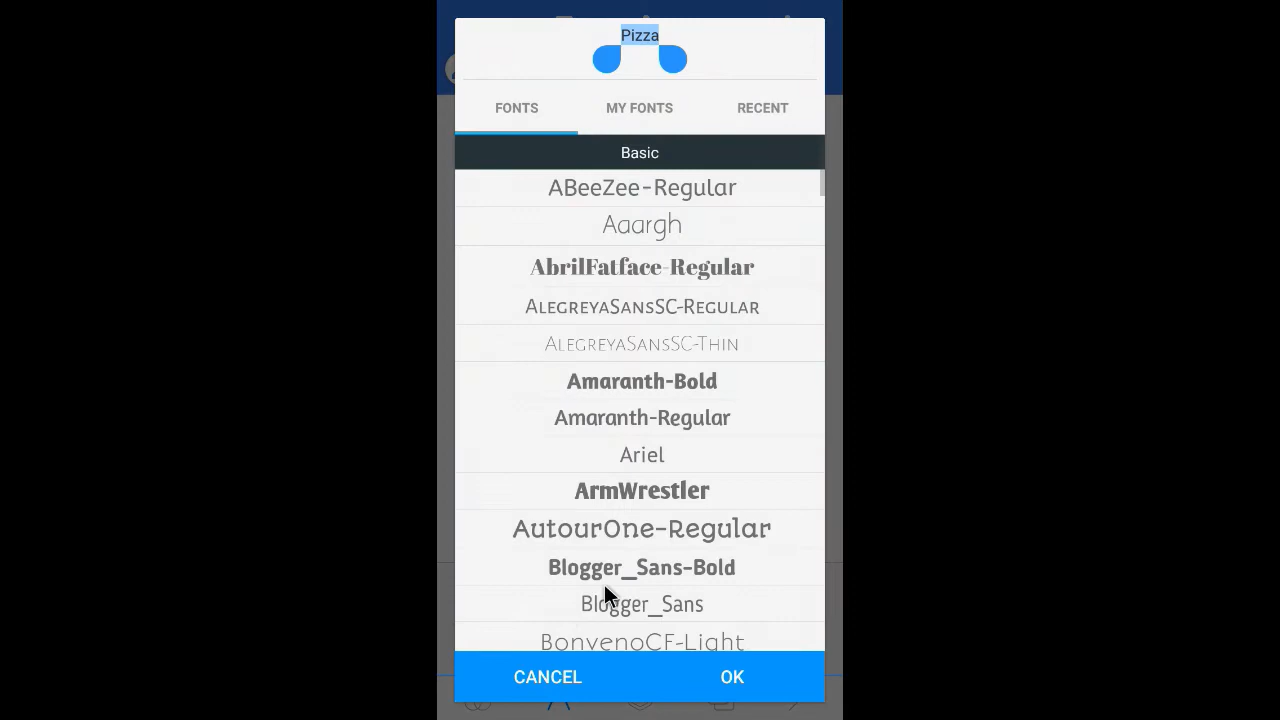 Pizza
FONTS MY FONTS RECENT
Basic
ABeeZee-Regular
Aaargh
AbrilFatface-Regular
AlegreyaSansSC-Regular
AlegreyaSansSC-Thin
Amaranth-Bold
Amaranth-Regular
Ariel
ArmWrestler
AutourOne-Regular
Blogger_Sans-Bold
Blogger_Sans
BonvenoCF-Light
CANCEL OK